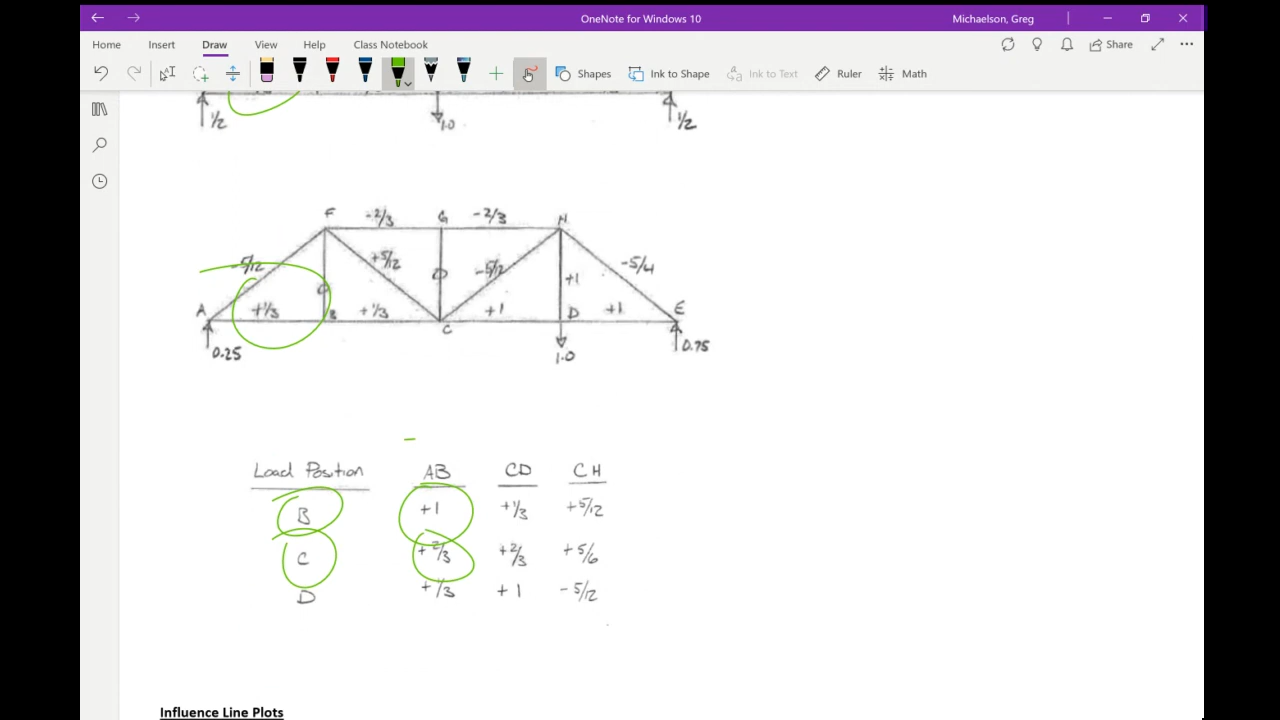 OneNote for Windows 10
Michaelson, Greg
Home Insert Draw View Help Class Notebook
Share
Shapes Ink to Shape Ink to Text Ruler Math
1/2 1.0 1/2
F -2/3 G -2/3 H
-5/12 +5/12 0 -5/12 -5/4
0 +1
A +1/3 B +1/3 C +1 D +1 E
0.25 1.0 0.75
Load Position AB CD CH
B +1 +1/3 +5/12
C +2/3 +2/3 +5/6
D +1/3 +1 -5/12
Influence Line Plots